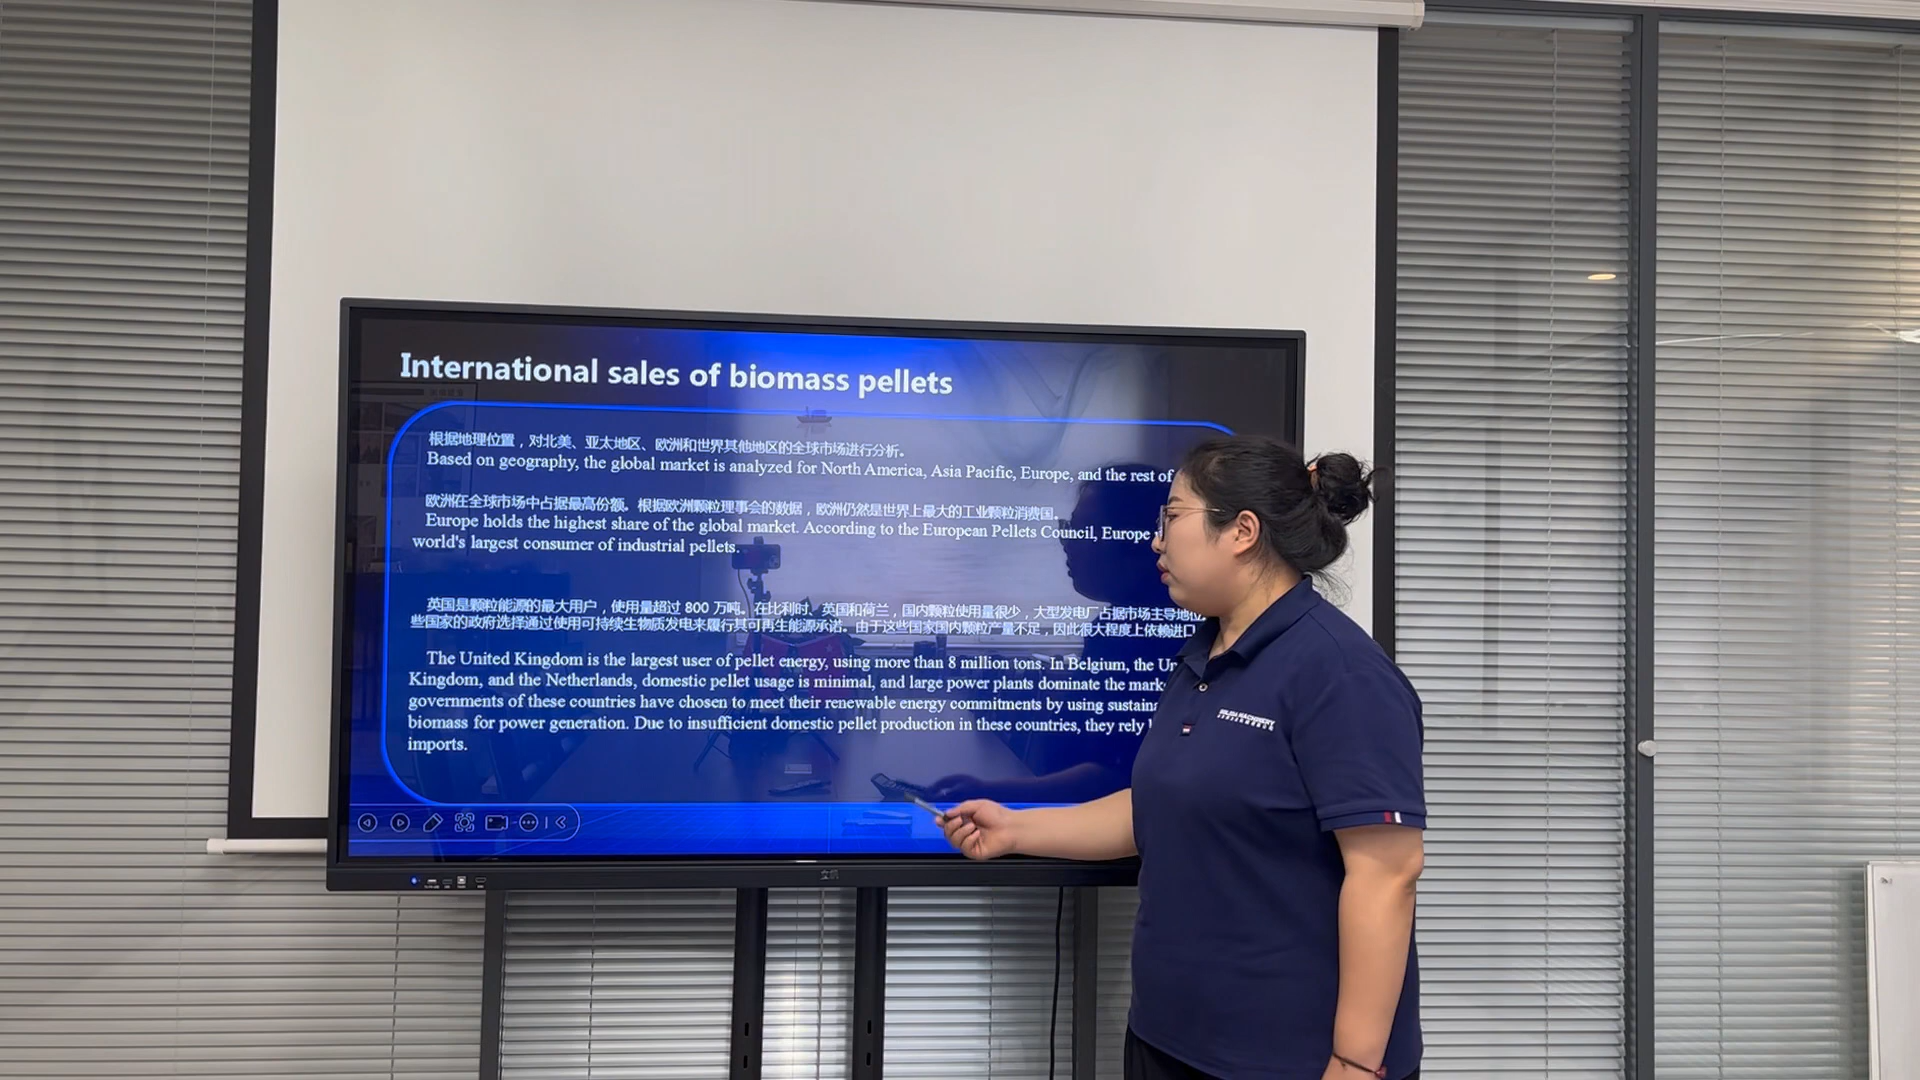 International sales of biomass pellets
根据地理位置，对北美、亚太地区、欧洲和世界其他地区的全球市场进行分析。
Based on geography, the global market is analyzed for North America, Asia Pacific, Europe, and the rest of
欧洲在全球市场中占据最高份额。根据欧洲颗粒理事会的数据，欧洲仍然是世界上最大的工业颗粒消费国。
Europe holds the highest share of the global market. According to the European Pellets Council, Europe
world's largest consumer of industrial pellets.
英国是颗粒能源的最大用户，使用量超过 800 万吨。在比利时、英国和荷兰，国内颗粒使用量很少，大型发电厂占据市场主导地位
些国家的政府选择通过使用可持续生物质发电来履行其可再生能源承诺。由于这些国家国内颗粒产量不足，因此很大程度上依赖进口
The United Kingdom is the largest user of pellet energy, using more than 8 million tons. In Belgium, the
Kingdom, and the Netherlands, domestic pellet usage is minimal, and large power plants dominate the
governments of these countries have chosen to meet their renewable energy commitments by using
biomass for power generation. Due to insufficient domestic pellet production in these countries, they rely
imports.
MACHINERY